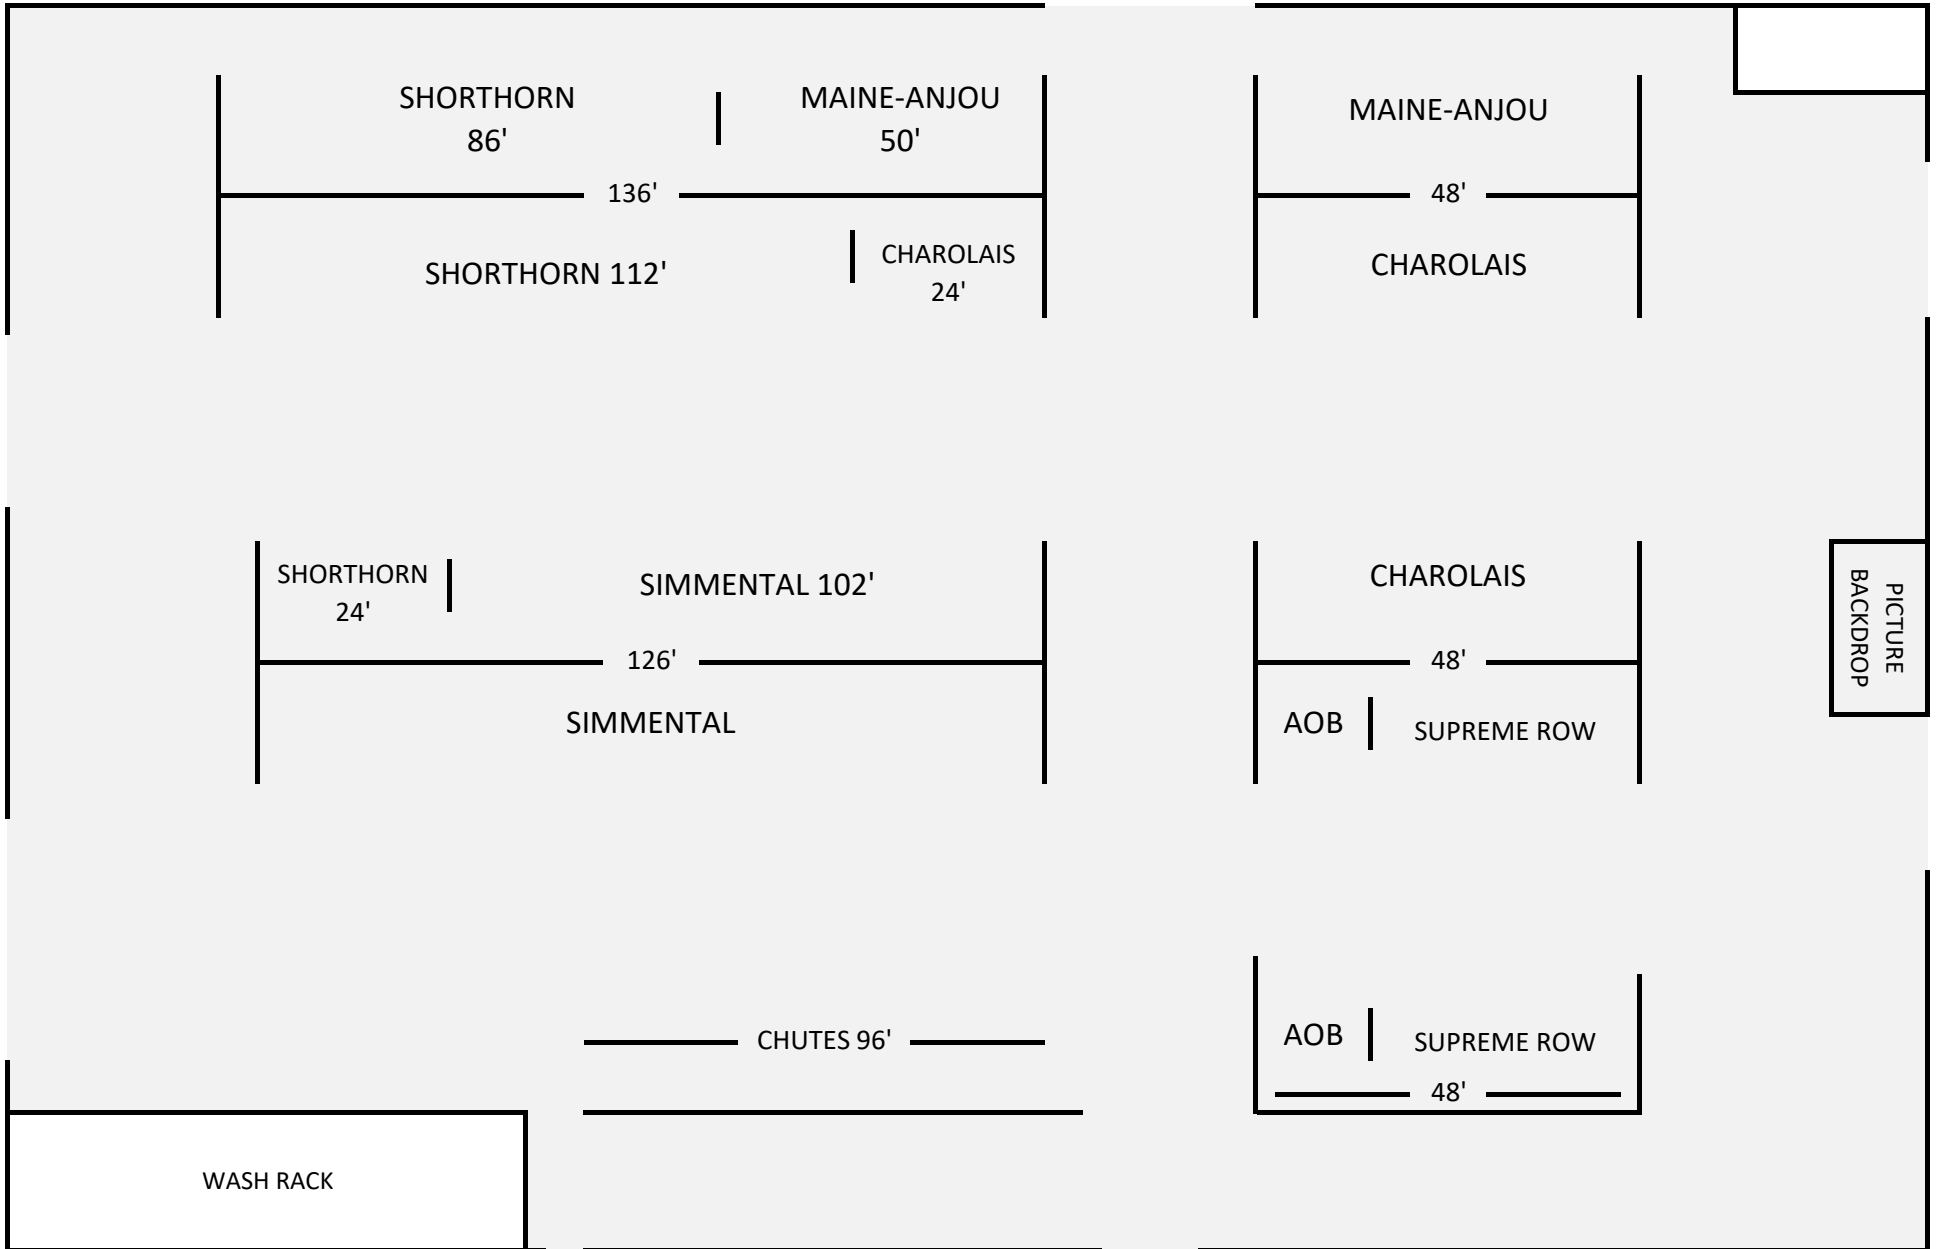 SHORTHORN
86'
MAINE-ANJOU
50'
MAINE-ANJOU
136'
48'
SHORTHORN 112'
CHAROLAIS
24'
CHAROLAIS
SHORTHORN
24'
SIMMENTAL 102'
CHAROLAIS
PICTURE
BACKDROP
126'
48'
SIMMENTAL
AOB
SUPREME ROW
CHUTES 96'
AOB
SUPREME ROW
48'
WASH RACK